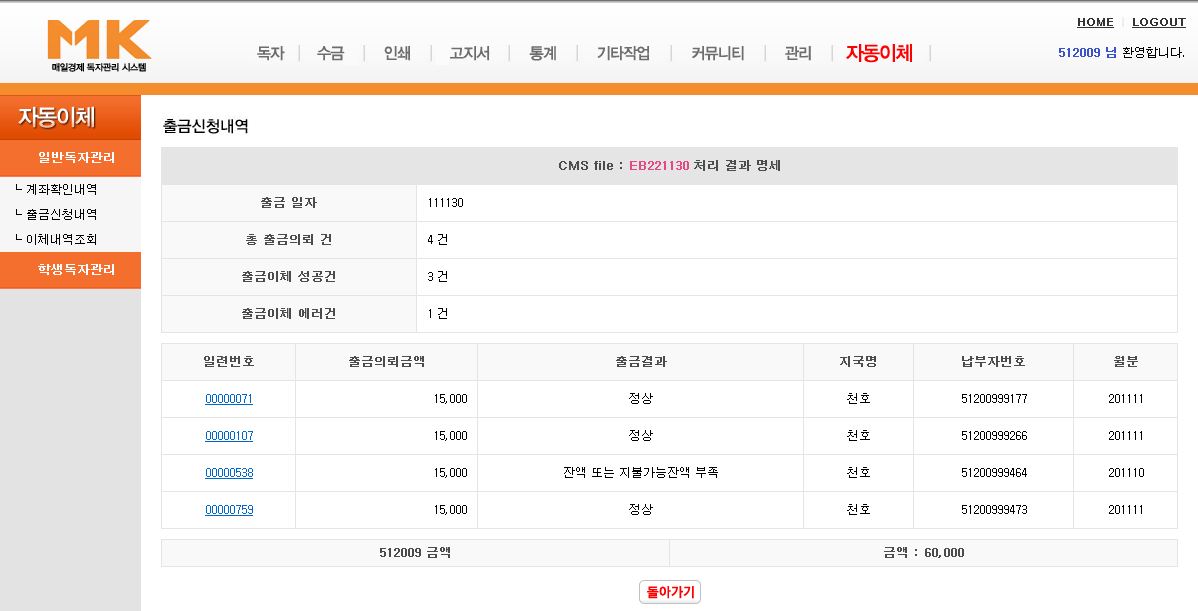 HOME LOGOUT
MK
매일경제 독자관리 시스템
독자 수금 인쇄 고지서 통계 기타작업 커뮤니티 관리 자동이체
512009 님 환영합니다.
자동이체
일반독자관리
└ 계좌확인내역
└ 출금신청내역
└ 이체내역조회
학생독자관리
출금신청내역
CMS file : EB221130 처리 결과 명세
출금 일자 111130
총 출금의뢰 건 4 건
출금이체 성공건 3 건
출금이체 에러건 1 건
일련번호 출금의뢰금액 출금결과 지국명 납부자번호 월분
00000071 15,000 정상 천호 51200999177 201111
00000107 15,000 정상 천호 51200999266 201111
00000538 15,000 잔액 또는 지불가능잔액 부족 천호 51200999464 201110
00000759 15,000 정상 천호 51200999473 201111
512009 금액 금액 : 60,000
돌아가기